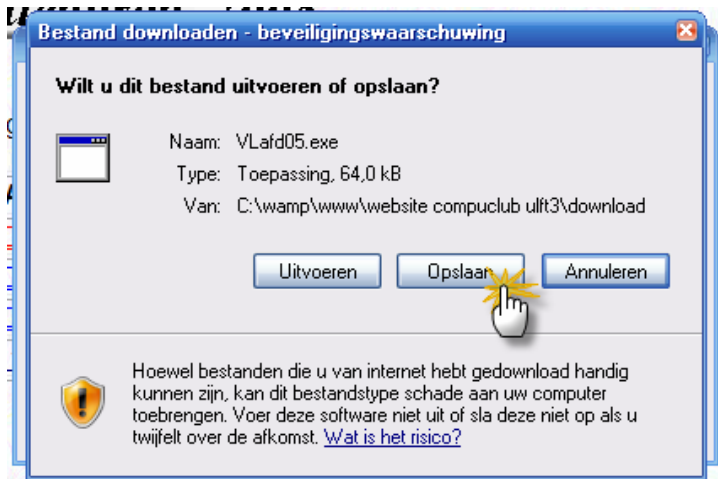 Bestand downloaden - beveiligingswaarschuwing
Wilt u dit bestand uitvoeren of opslaan?
Naam: VLafd05.exe
Type: Toepassing, 64,0 kB
Van: C:\wamp\www\website compuclub ulft3\download
Uitvoeren Opslaan Annuleren
Hoewel bestanden die u van internet hebt gedownload handig
kunnen zijn, kan dit bestandstype schade aan uw computer
toebrengen. Voer deze software niet uit of sla deze niet op als u
twijfelt over de afkomst. Wat is het risico?